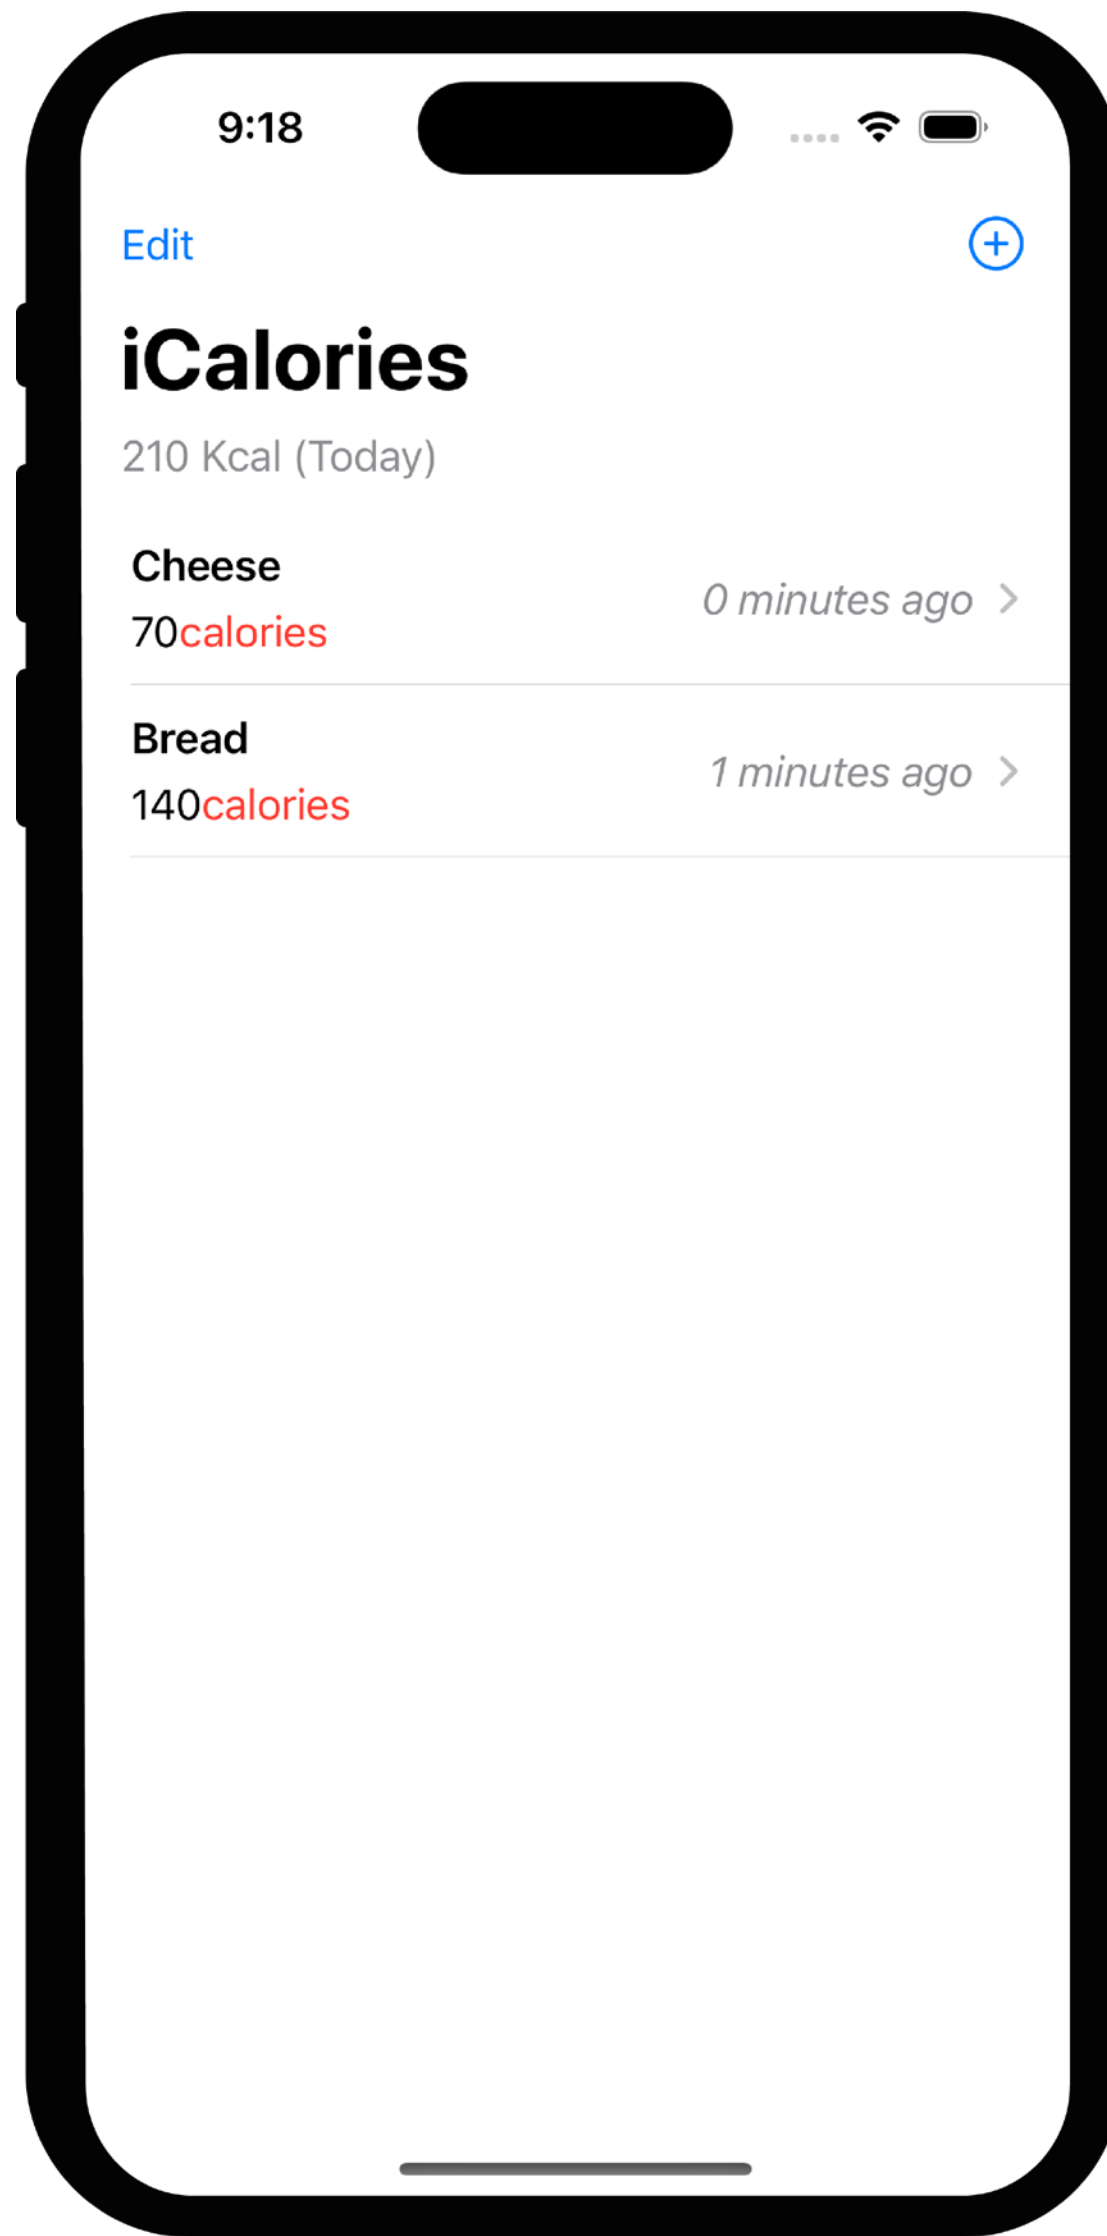 9:18
Edit
iCalories
210 Kcal (Today)
Cheese
70calories
0 minutes ago
Bread
140calories
1 minutes ago